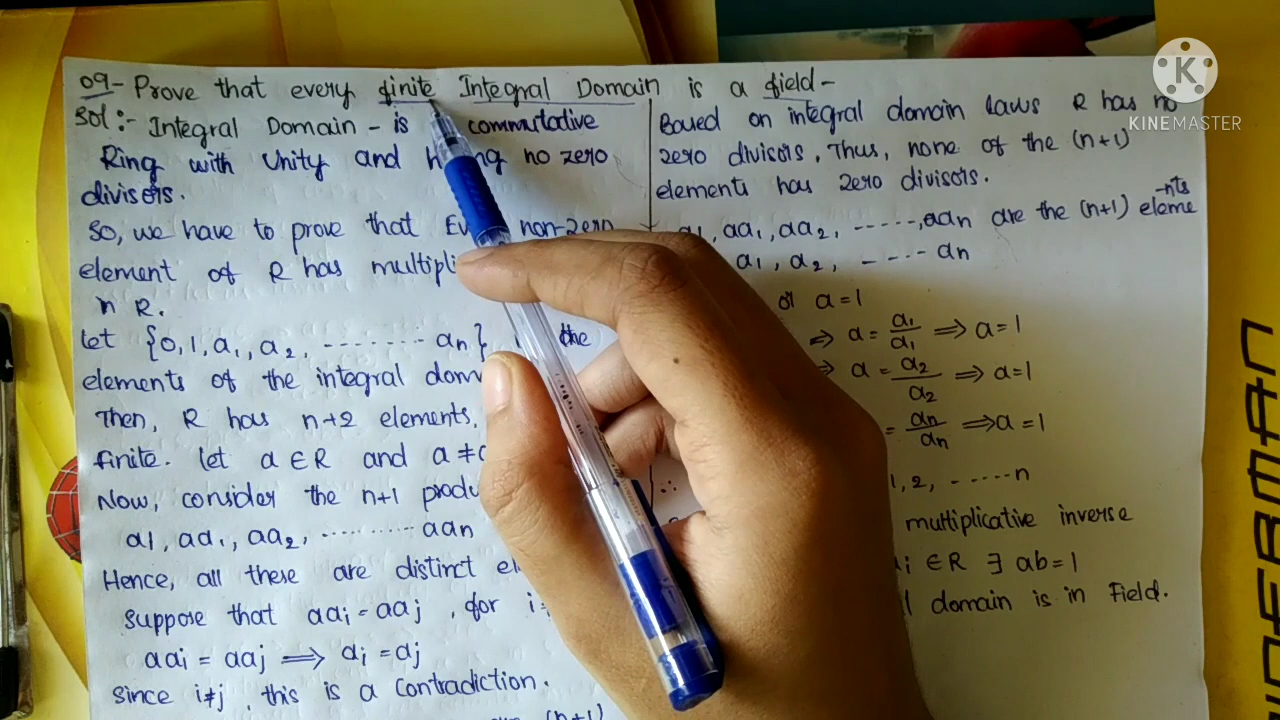 09- Prove that every finite Integral Domain is a field-
Sol:- Integral Domain - is commutative
Ring with Unity and no zero
divisors.
So, we have to prove that non-zero
element of R has
R.
Let {0, 1, a₁, a₂, ........ aₙ} the
elements of the integral
Then, R has n+2 elements.
finite. Let a ∈ R and
Now, consider the n+1
a1, aa₁, aa₂, .......... aaₙ
Hence, all these are distinct
Suppose that aaᵢ = aaⱼ , for
aaᵢ = aaⱼ ⟹ aᵢ = aⱼ
Since i≠j, this is a contradiction.
(n+1)
Based on integral domain laws R has no
zero divisors. Thus, none of the (n+1)
elements has zero divisors.
a1, aa₁, aa₂, ......, aaₙ are the (n+1) eleme-nts
a₁, a₂, ---- aₙ
or a=1
⇒ a = a₁/a₁ ⟹ a=1
⇒ a = a₂/a₂ ⟹ a=1
= aₙ/aₙ ⟹ a=1
∴
1, 2, ...... n
multiplicative inverse
∈ R ∃ ab = 1
domain is in Field.
KINEMASTER